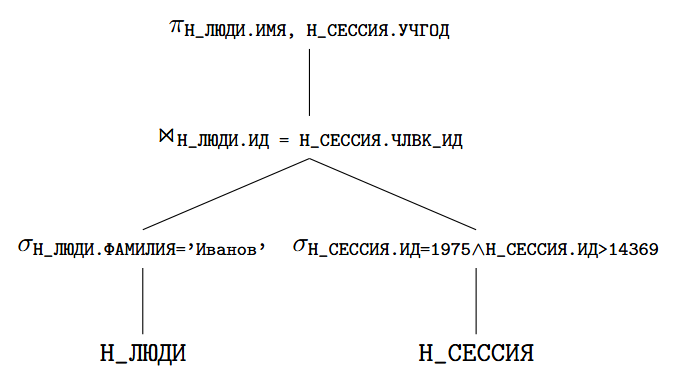 πН_ЛЮДИ.ИМЯ, Н_СЕССИЯ.УЧГОД
⋈Н_ЛЮДИ.ИД = Н_СЕССИЯ.ЧЛВК_ИД
σН_ЛЮДИ.ФАМИЛИЯ='Иванов' σН_СЕССИЯ.ИД=1975∧Н_СЕССИЯ.ИД>14369
Н_ЛЮДИ Н_СЕССИЯ